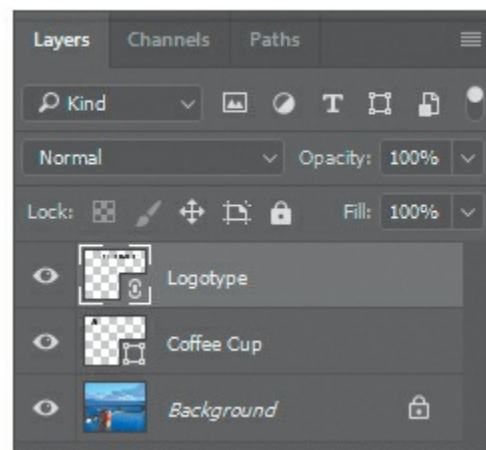 Layers Channels Paths
Kind
Normal Opacity: 100%
Lock: Fill: 100%
Logotype
Coffee Cup
Background